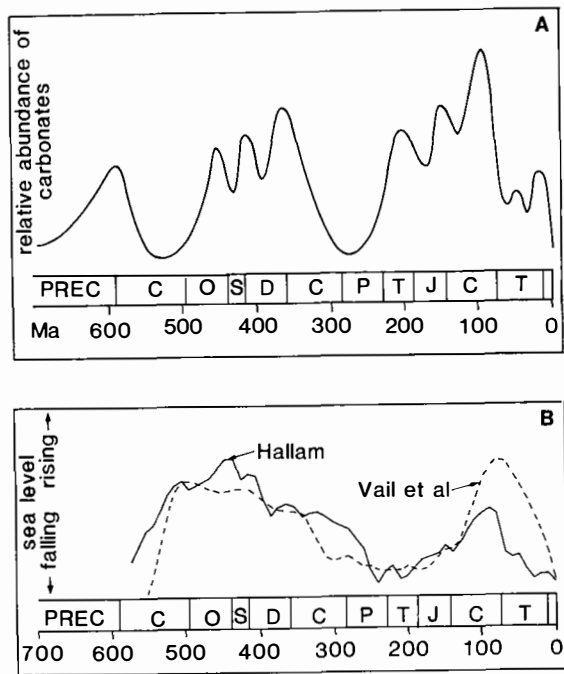 A
relative abundance of
carbonates
PREC C O S D C P T J C T
Ma 600 500 400 300 200 100 0
B
sea level
falling rising
Hallam
Vail et al
PREC C O S D C P T J C T
700 600 500 400 300 200 100 0